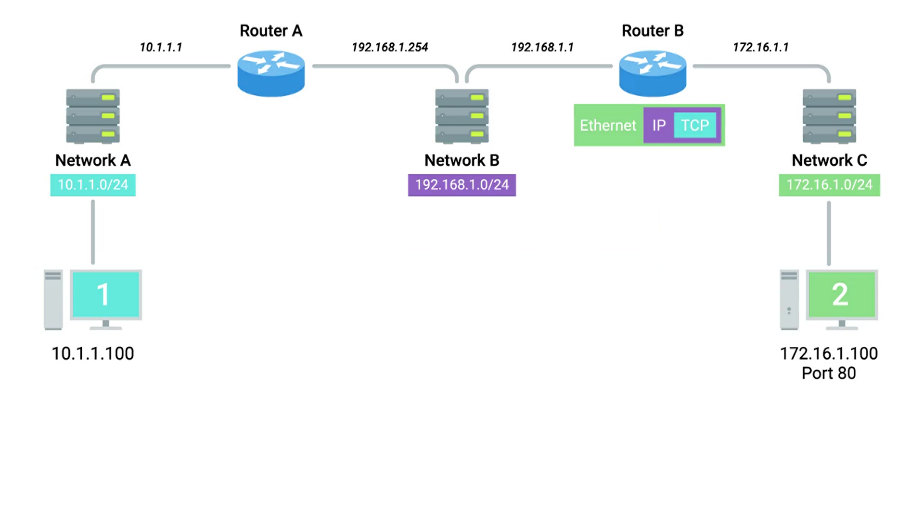 Router A
Router B
10.1.1.1
192.168.1.254
192.168.1.1
172.16.1.1
Ethernet IP TCP
Network A
Network B
Network C
10.1.1.0/24
192.168.1.0/24
172.16.1.0/24
1
2
10.1.1.100
172.16.1.100
Port 80